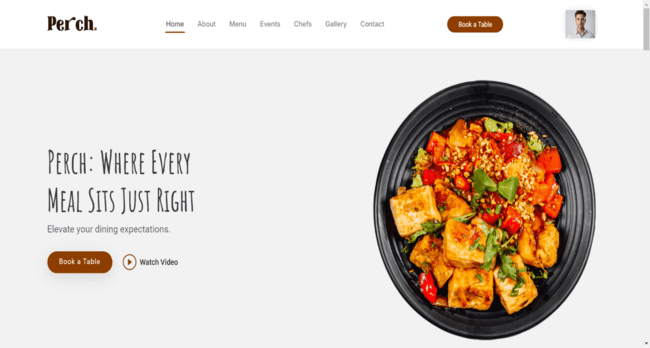 Perch.
Home About Menu Events Chefs Gallery Contact
Book a Table
Perch: Where Every
Meal Sits Just Right
Elevate your dining expectations.
Book a Table
Watch Video